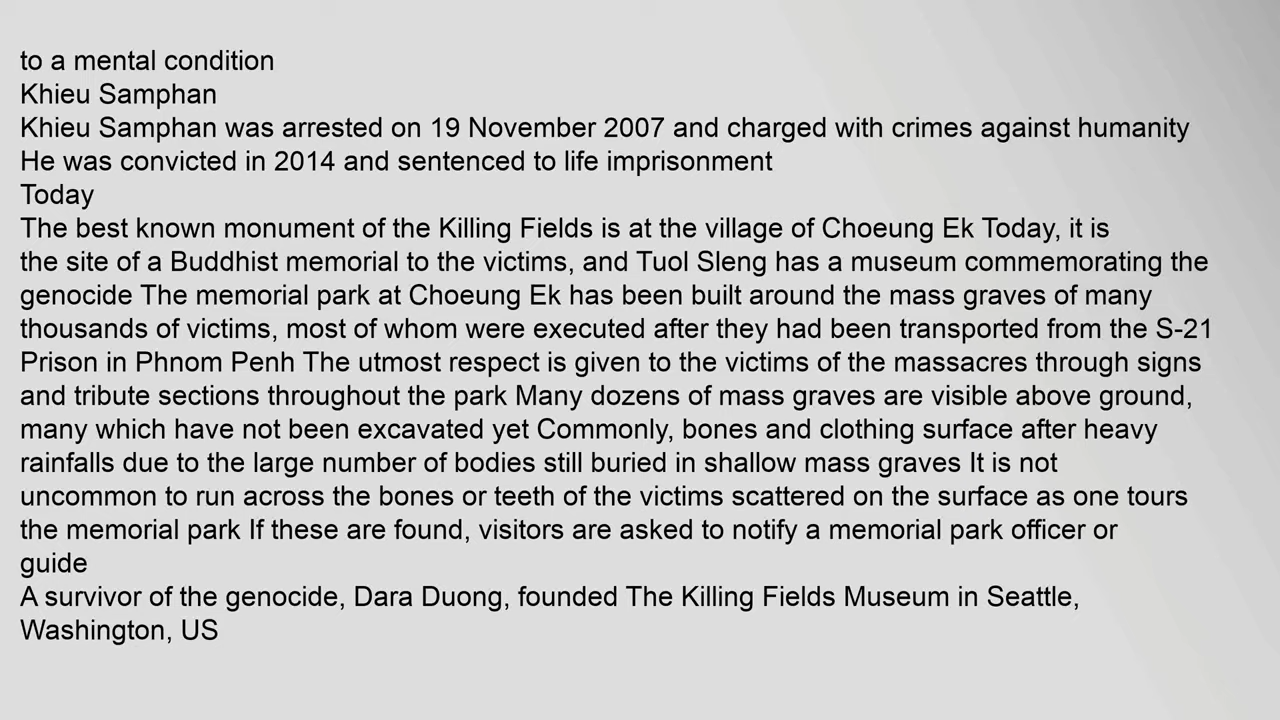 to a mental condition
Khieu Samphan
Khieu Samphan was arrested on 19 November 2007 and charged with crimes against humanity
He was convicted in 2014 and sentenced to life imprisonment
Today
The best known monument of the Killing Fields is at the village of Choeung Ek Today, it is
the site of a Buddhist memorial to the victims, and Tuol Sleng has a museum commemorating the
genocide The memorial park at Choeung Ek has been built around the mass graves of many
thousands of victims, most of whom were executed after they had been transported from the S-21
Prison in Phnom Penh The utmost respect is given to the victims of the massacres through signs
and tribute sections throughout the park Many dozens of mass graves are visible above ground,
many which have not been excavated yet Commonly, bones and clothing surface after heavy
rainfalls due to the large number of bodies still buried in shallow mass graves It is not
uncommon to run across the bones or teeth of the victims scattered on the surface as one tours
the memorial park If these are found, visitors are asked to notify a memorial park officer or
guide
A survivor of the genocide, Dara Duong, founded The Killing Fields Museum in Seattle,
Washington, US